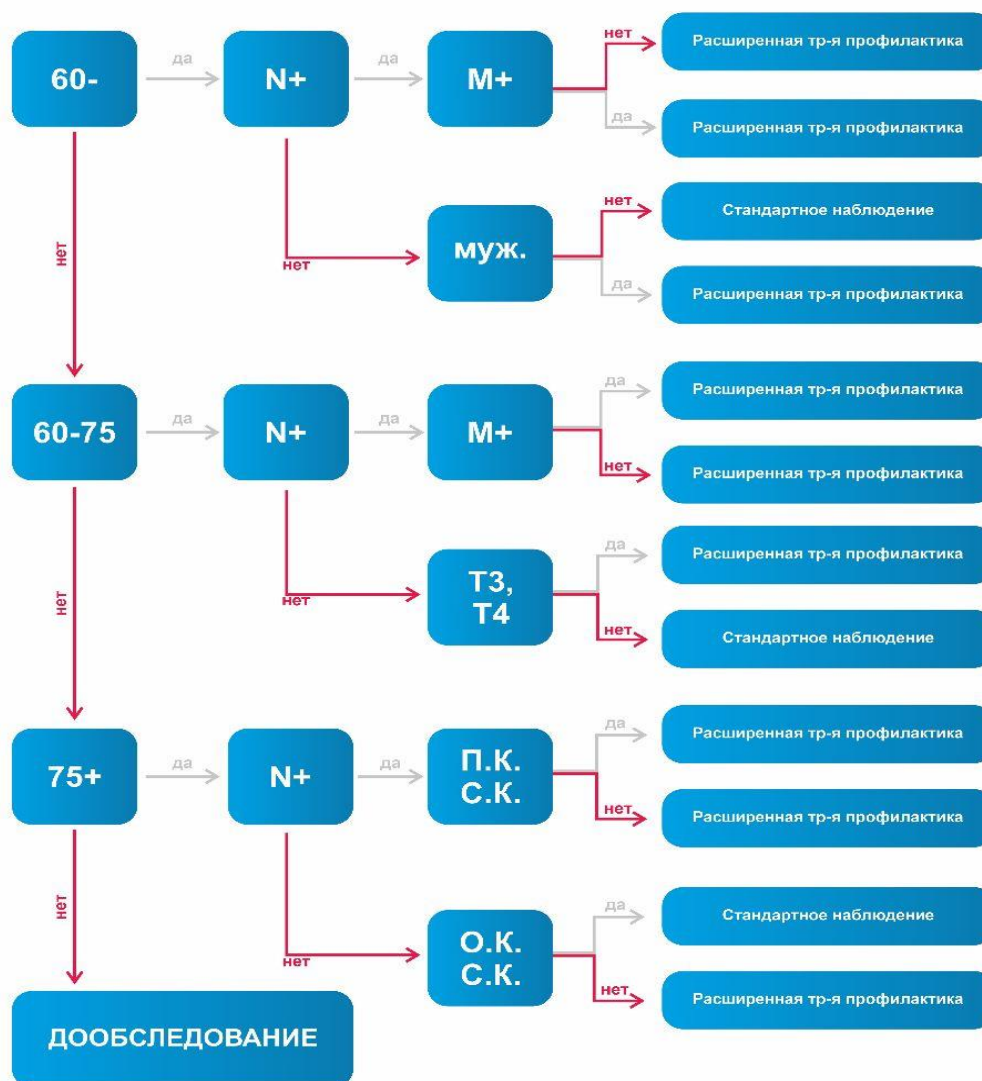 60-
да
N+
да
M+
нет
Расширенная тр-я профилактика
да
Расширенная тр-я профилактика
нет
нет
муж.
нет
Стандартное наблюдение
да
Расширенная тр-я профилактика
60-75
да
N+
да
M+
да
Расширенная тр-я профилактика
нет
Расширенная тр-я профилактика
нет
нет
Т3,
Т4
да
Расширенная тр-я профилактика
нет
Стандартное наблюдение
75+
да
N+
да
П.К.
С.К.
да
Расширенная тр-я профилактика
нет
Расширенная тр-я профилактика
нет
нет
О.К.
С.К.
да
Стандартное наблюдение
нет
Расширенная тр-я профилактика
ДООБСЛЕДОВАНИЕ